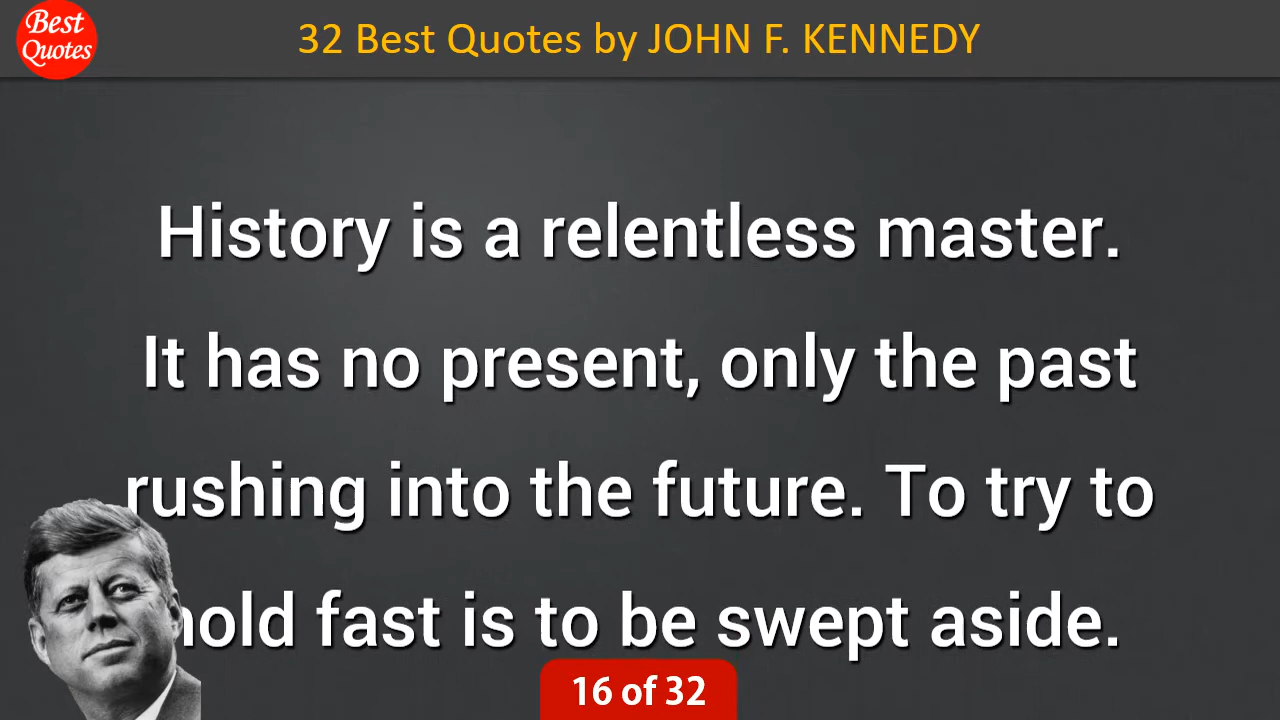 Best
Quotes
32 Best Quotes by JOHN F. KENNEDY
History is a relentless master.
It has no present, only the past
rushing into the future. To try to
hold fast is to be swept aside.
16 of 32